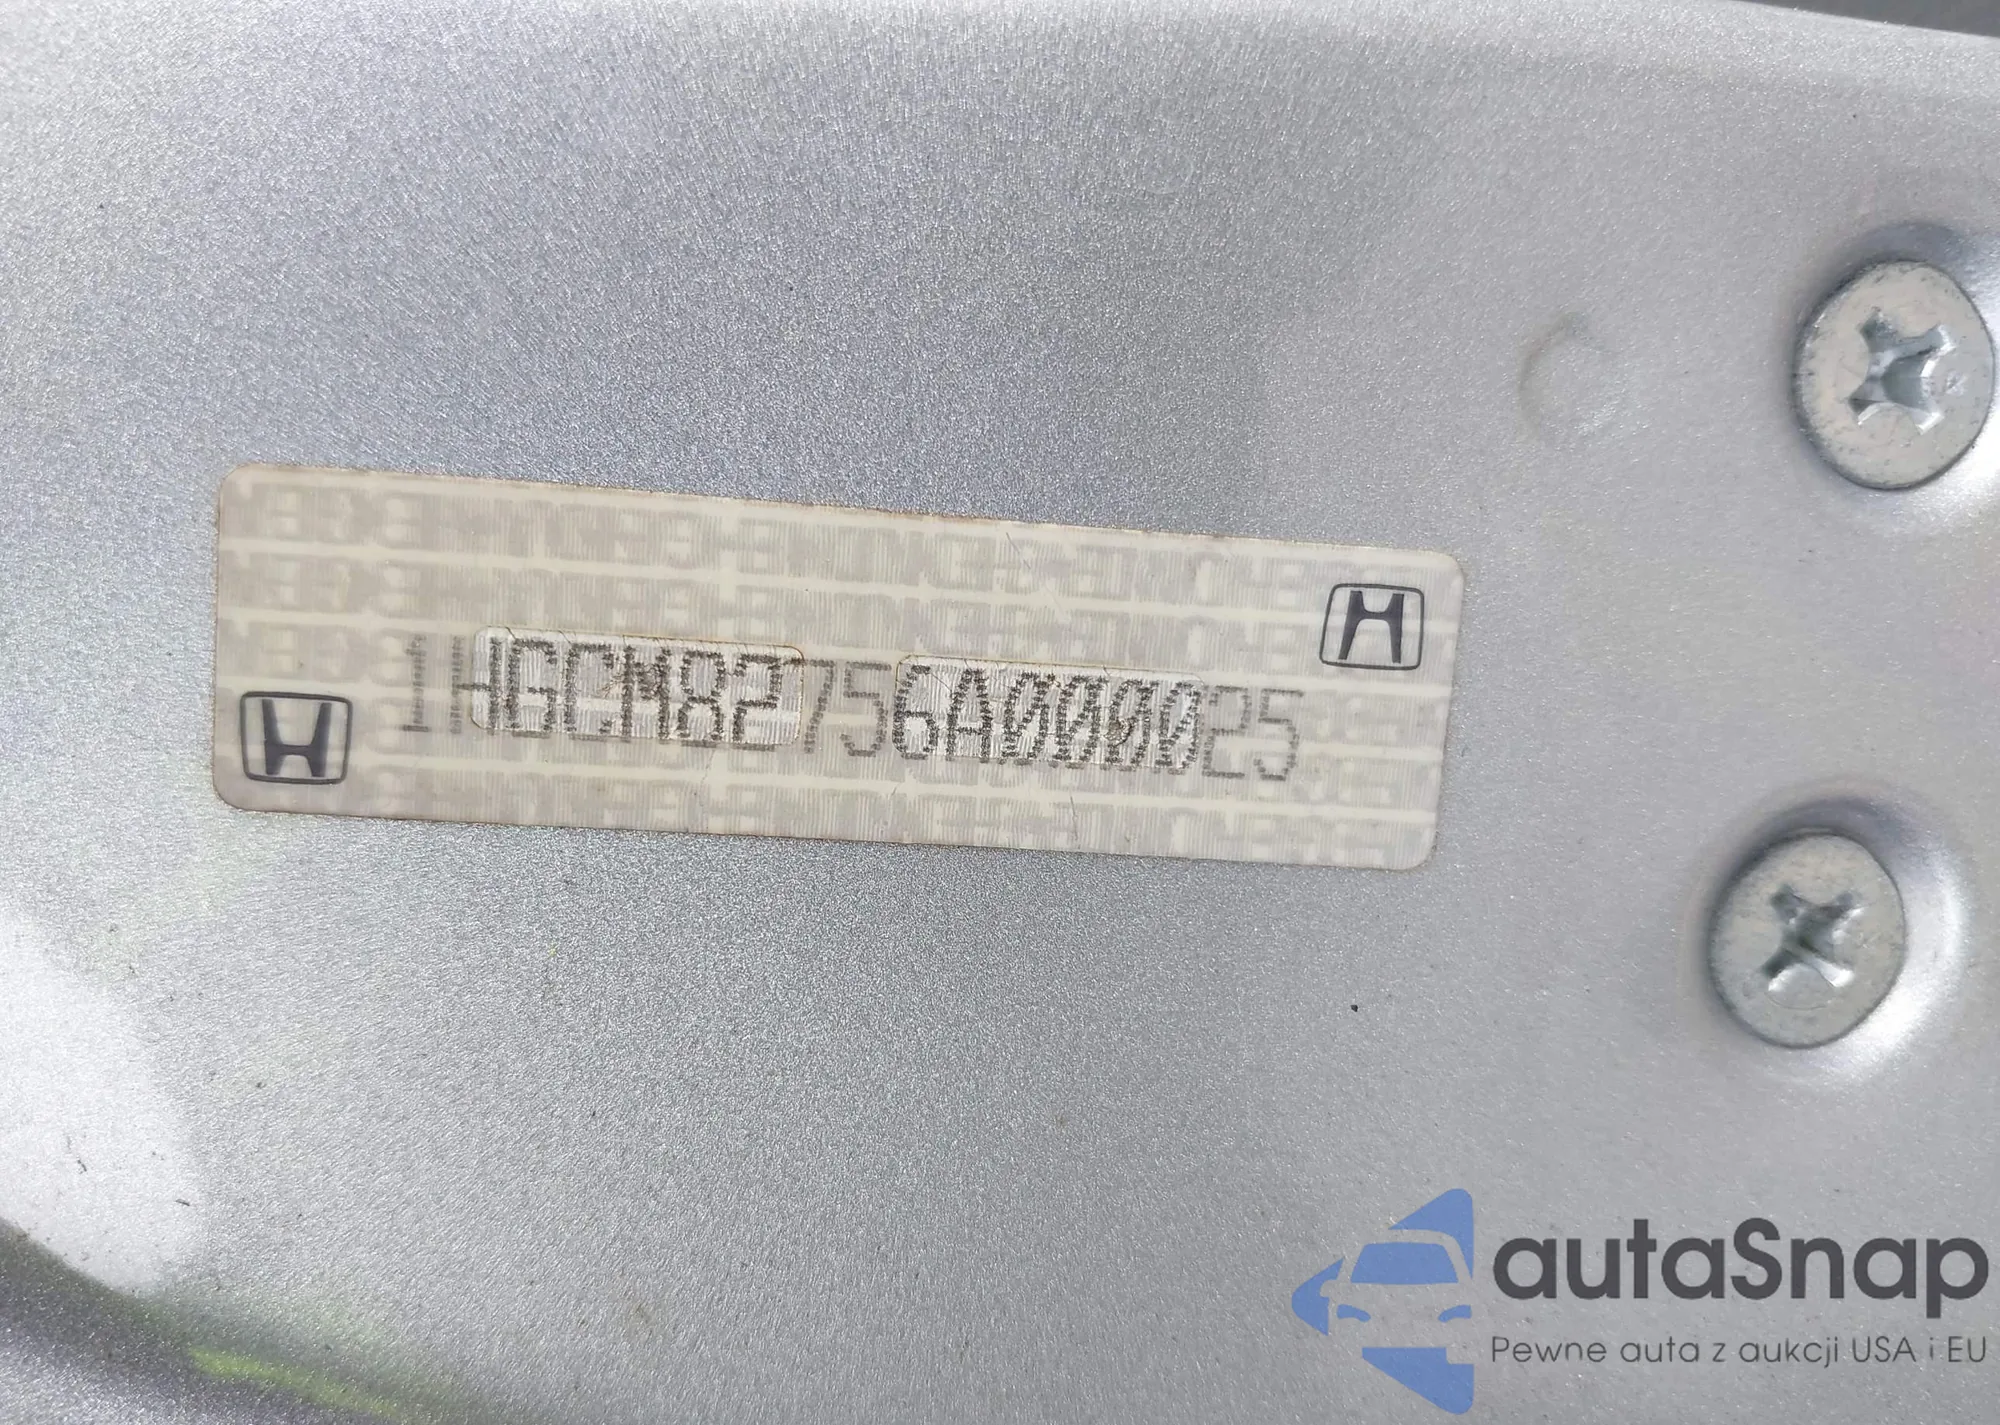 1HGCM82756A000025
autaSnap
Pewne auta z aukcji USA i EU